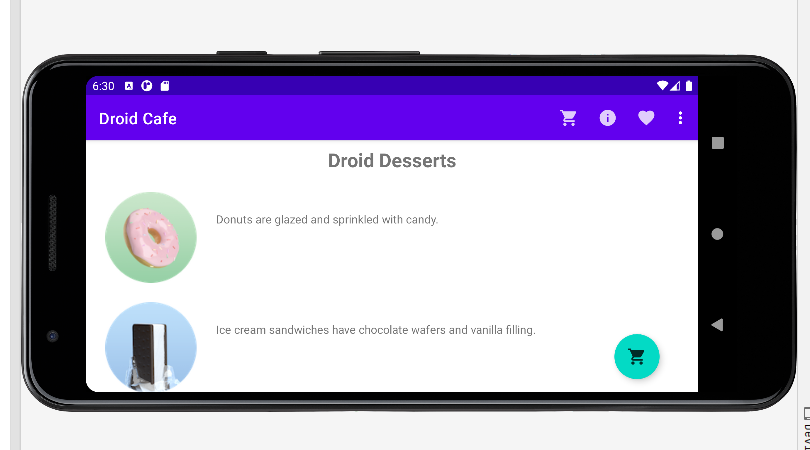 6:30
Droid Cafe
Droid Desserts
Donuts are glazed and sprinkled with candy.
Ice cream sandwiches have chocolate wafers and vanilla filling.